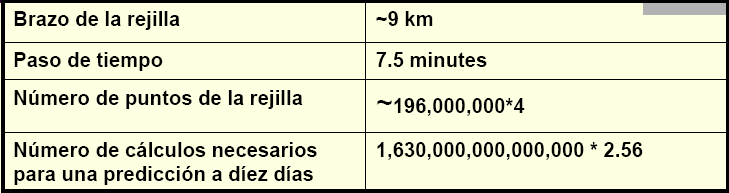 Brazo de la rejilla ~9 km
Paso de tiempo 7.5 minutes
Número de puntos de la rejilla ~196,000,000*4
Número de cálculos necesarios 1,630,000,000,000,000 * 2.56
para una predicción a díez días